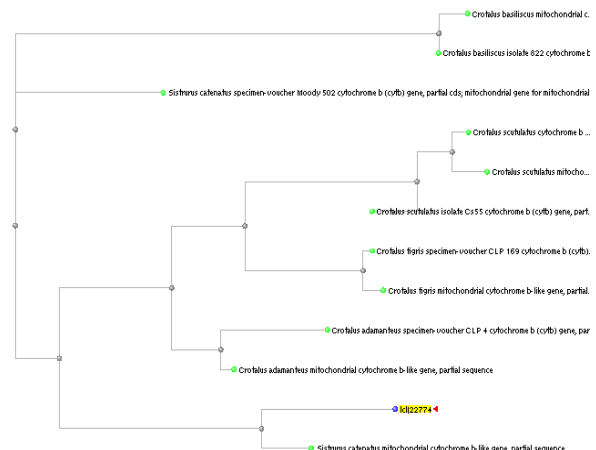 Crotalus basiliscus mitochondrial c.
Crotalus basiliscus isolate 822 cytochrome b
Sistrurus catenatus specimen-voucher Moody 502 cytochrome b (cytb) gene, partial cds; mitochondrial gene for mitochondrial
Crotalus scutulatus cytochrome b ...
Crotalus scutulatus mitocho...
Crotalus scutulatus isolate Cs55 cytochrome b (cytb) gene, part.
Crotalus tigris specimen-voucher CLP 169 cytochrome b (cytb).
Crotalus tigris mitochondrial cytochrome b-like gene, partial.
Crotalus adamanteus specimen-voucher CLP 4 cytochrome b (cytb) gene, par
Crotalus adamanteus mitochondrial cytochrome b-like gene, partial sequence
lcl|22774
Sistrurus catenatus mitochondrial cytochrome b-like gene, partial sequence